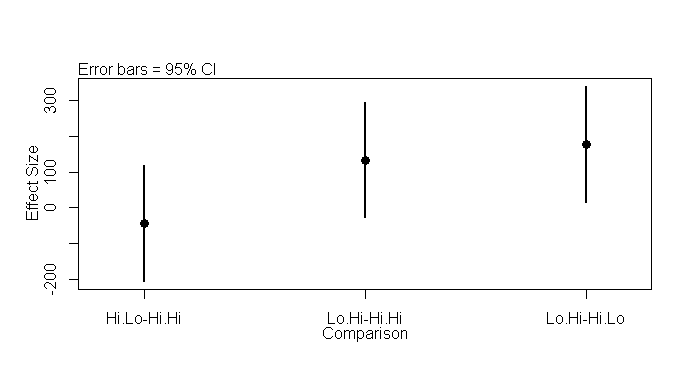 Error bars = 95% CI
Effect Size
300
100
0
-200
Hi.Lo-Hi.Hi Lo.Hi-Hi.Hi Lo.Hi-Hi.Lo
Comparison